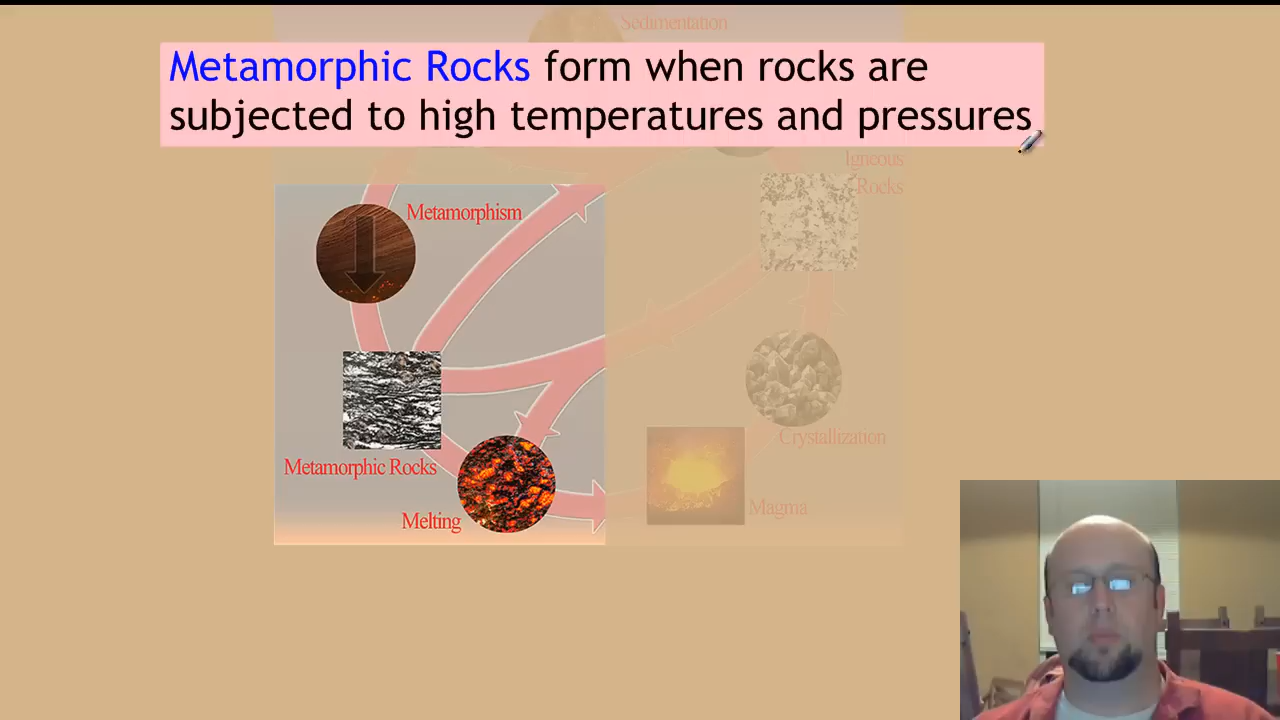 Sedimentation
Metamorphic Rocks form when rocks are
subjected to high temperatures and pressures
Igneous
Rocks
Metamorphism
Metamorphic Rocks
Crystallization
Melting
Magma